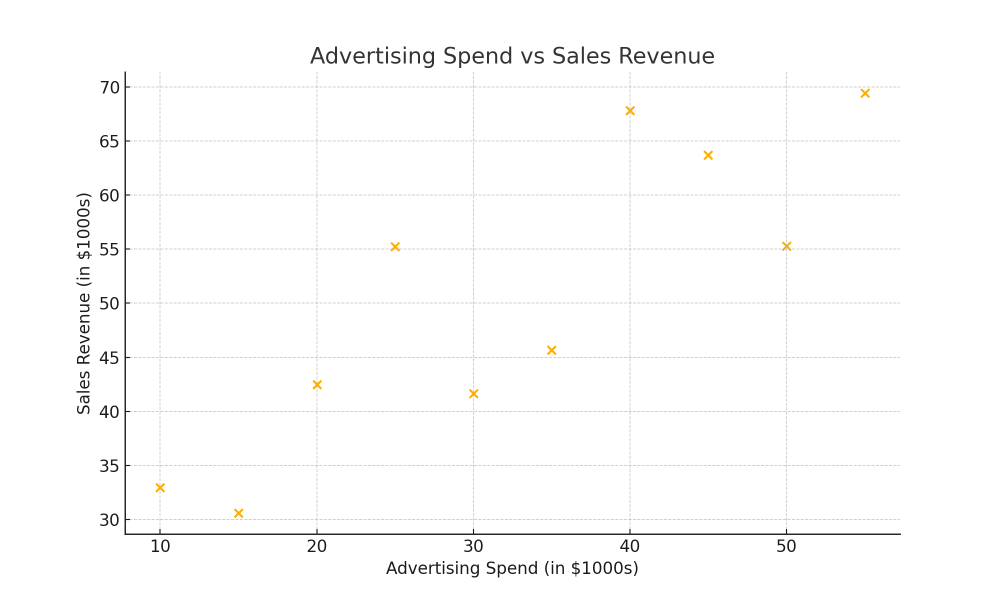 Advertising Spend vs Sales Revenue
70
65
60
55
50
45
40
35
30
Sales Revenue (in $1000s)
10 20 30 40 50
Advertising Spend (in $1000s)